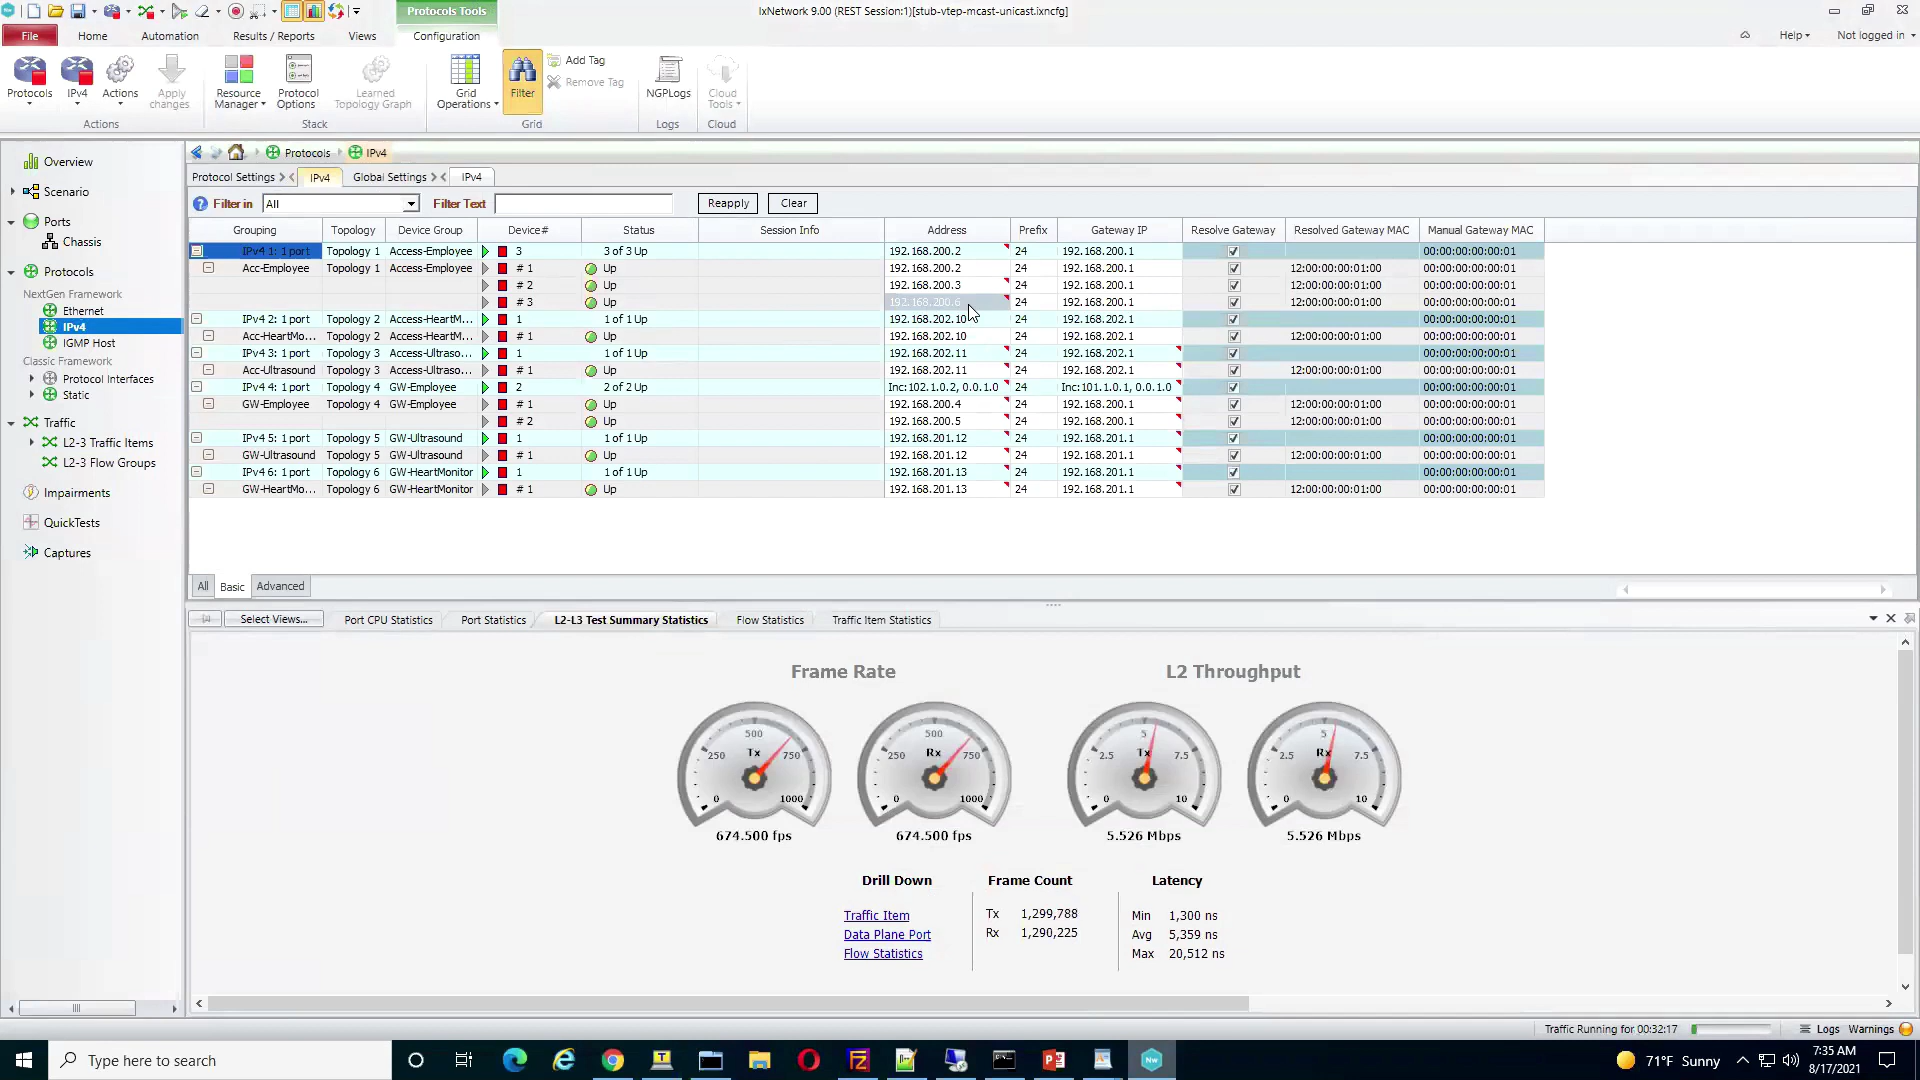 IxNetwork 9.00 (REST Session:1)[stub-vtep-mcast-unicast.ixncfg]
Protocols Tools
File Home Automation Results / Reports Views Configuration Help Not logged in
Protocols IPv4 Actions Apply changes Resource Manager Protocol Options Learned Topology Graph Grid Operations Filter Add Tag Remove Tag NGPLogs Cloud Tools
Actions Stack Grid Logs Cloud
Overview
Scenario
Ports
Chassis
Protocols
NextGen Framework
Ethernet
IPv4
IGMP Host
Classic Framework
Protocol Interfaces
Static
Traffic
L2-3 Traffic Items
L2-3 Flow Groups
Impairments
QuickTests
Captures
Protocols IPv4
Protocol Settings IPv4 Global Settings IPv4
Filter in All Filter Text Reapply Clear
Grouping Topology Device Group Device# Status Session Info Address Prefix Gateway IP Resolve Gateway Resolved Gateway MAC Manual Gateway MAC
IPv4 1: 1 port Topology 1 Access-Employee 3 3 of 3 Up 192.168.200.2 24 192.168.200.1 00:00:00:00:00:01
Acc-Employee Topology 1 Access-Employee # 1 Up 192.168.200.2 24 192.168.200.1 12:00:00:00:01:00 00:00:00:00:00:01
# 2 Up 192.168.200.3 24 192.168.200.1 12:00:00:00:01:00 00:00:00:00:00:01
# 3 Up 192.168.200.6 24 192.168.200.1 12:00:00:00:01:00 00:00:00:00:00:01
IPv4 2: 1 port Topology 2 Access-HeartM... 1 1 of 1 Up 192.168.202.10 24 192.168.202.1 00:00:00:00:00:01
Acc-HeartMo... Topology 2 Access-HeartM... # 1 Up 192.168.202.10 24 192.168.202.1 12:00:00:00:01:00 00:00:00:00:00:01
IPv4 3: 1 port Topology 3 Access-Ultraso... 1 1 of 1 Up 192.168.202.11 24 192.168.202.1 00:00:00:00:00:01
Acc-Ultrasound Topology 3 Access-Ultraso... # 1 Up 192.168.202.11 24 192.168.202.1 12:00:00:00:01:00 00:00:00:00:00:01
IPv4 4: 1 port Topology 4 GW-Employee 2 2 of 2 Up Inc:102.1.0.2, 0.0.1.0 24 Inc:101.1.0.1, 0.0.1.0 00:00:00:00:00:01
GW-Employee Topology 4 GW-Employee # 1 Up 192.168.200.4 24 192.168.200.1 12:00:00:00:01:00 00:00:00:00:00:01
# 2 Up 192.168.200.5 24 192.168.200.1 12:00:00:00:01:00 00:00:00:00:00:01
IPv4 5: 1 port Topology 5 GW-Ultrasound 1 1 of 1 Up 192.168.201.12 24 192.168.201.1 00:00:00:00:00:01
GW-Ultrasound Topology 5 GW-Ultrasound # 1 Up 192.168.201.12 24 192.168.201.1 12:00:00:00:01:00 00:00:00:00:00:01
IPv4 6: 1 port Topology 6 GW-HeartMonitor 1 1 of 1 Up 192.168.201.13 24 192.168.201.1 00:00:00:00:00:01
GW-HeartMo... Topology 6 GW-HeartMonitor # 1 Up 192.168.201.13 24 192.168.201.1 12:00:00:00:01:00 00:00:00:00:00:01
All Basic Advanced
Select Views... Port CPU Statistics Port Statistics L2-L3 Test Summary Statistics Flow Statistics Traffic Item Statistics
Frame Rate L2 Throughput
0 250 500 750 1000 Tx
0 250 500 750 1000 Rx
0 2.5 5 7.5 10 Tx
0 2.5 5 7.5 10 Rx
674.500 fps 674.500 fps 5.526 Mbps 5.526 Mbps
Drill Down Frame Count Latency
Traffic Item Tx 1,299,788 Min 1,300 ns
Data Plane Port Rx 1,290,225 Avg 5,359 ns
Flow Statistics Max 20,512 ns
Traffic Running for 00:32:17 Logs Warnings
Type here to search
71°F Sunny
7:35 AM
8/17/2021